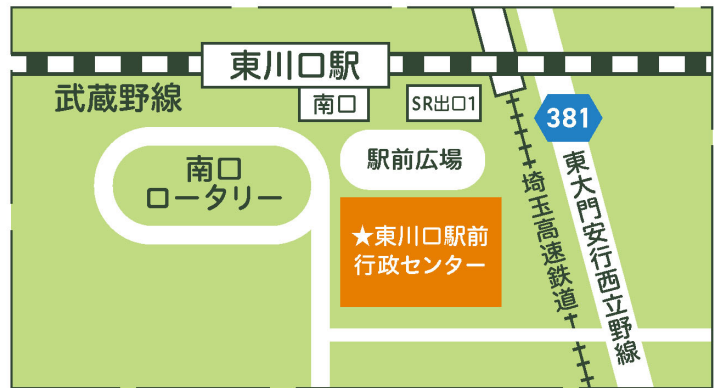 東川口駅
武蔵野線
南口
SR出口1
381
南口
ロータリー
駅前広場
★東川口駅前
行政センター
埼玉高速鉄道
東大門安行西立野線